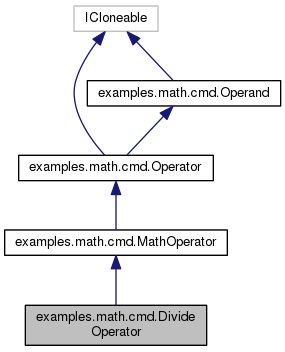 ICloneable
examples.math.cmd.Operand
examples.math.cmd.Operator
examples.math.cmd.MathOperator
examples.math.cmd.Divide
Operator